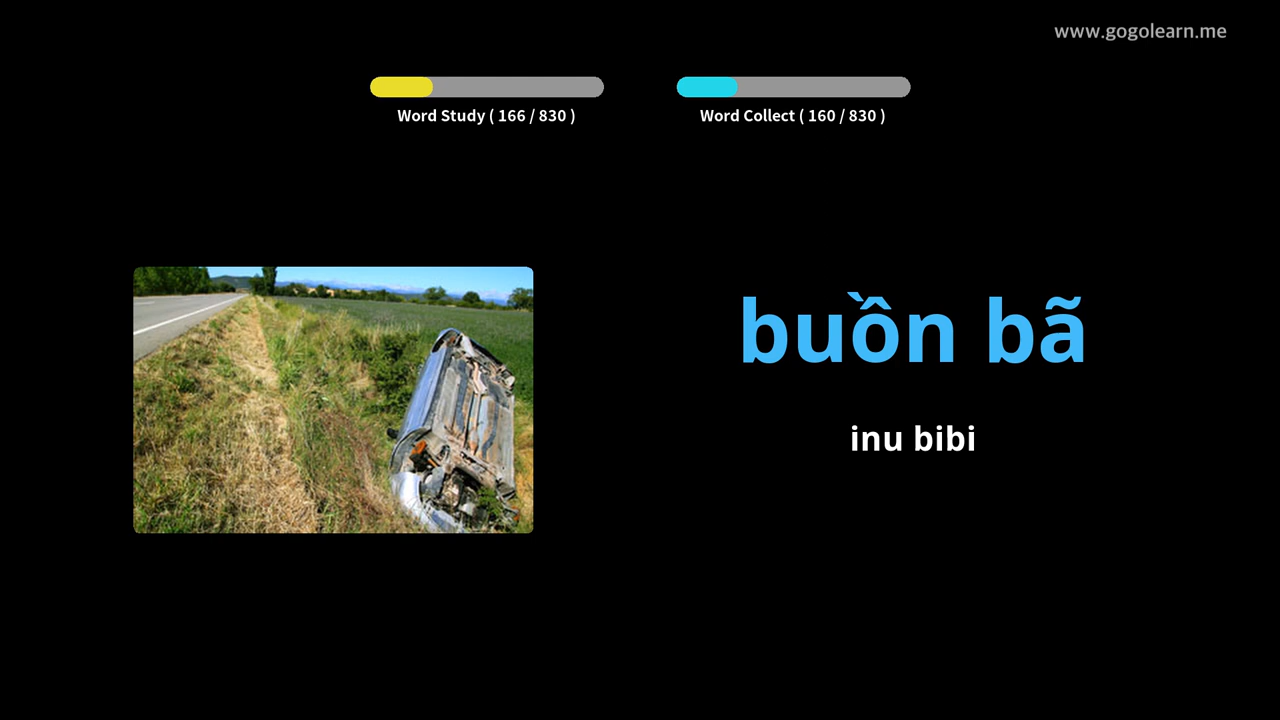 www.gogolearn.me
Word Study ( 166 / 830 )
Word Collect ( 160 / 830 )
buồn bã
inu bibi